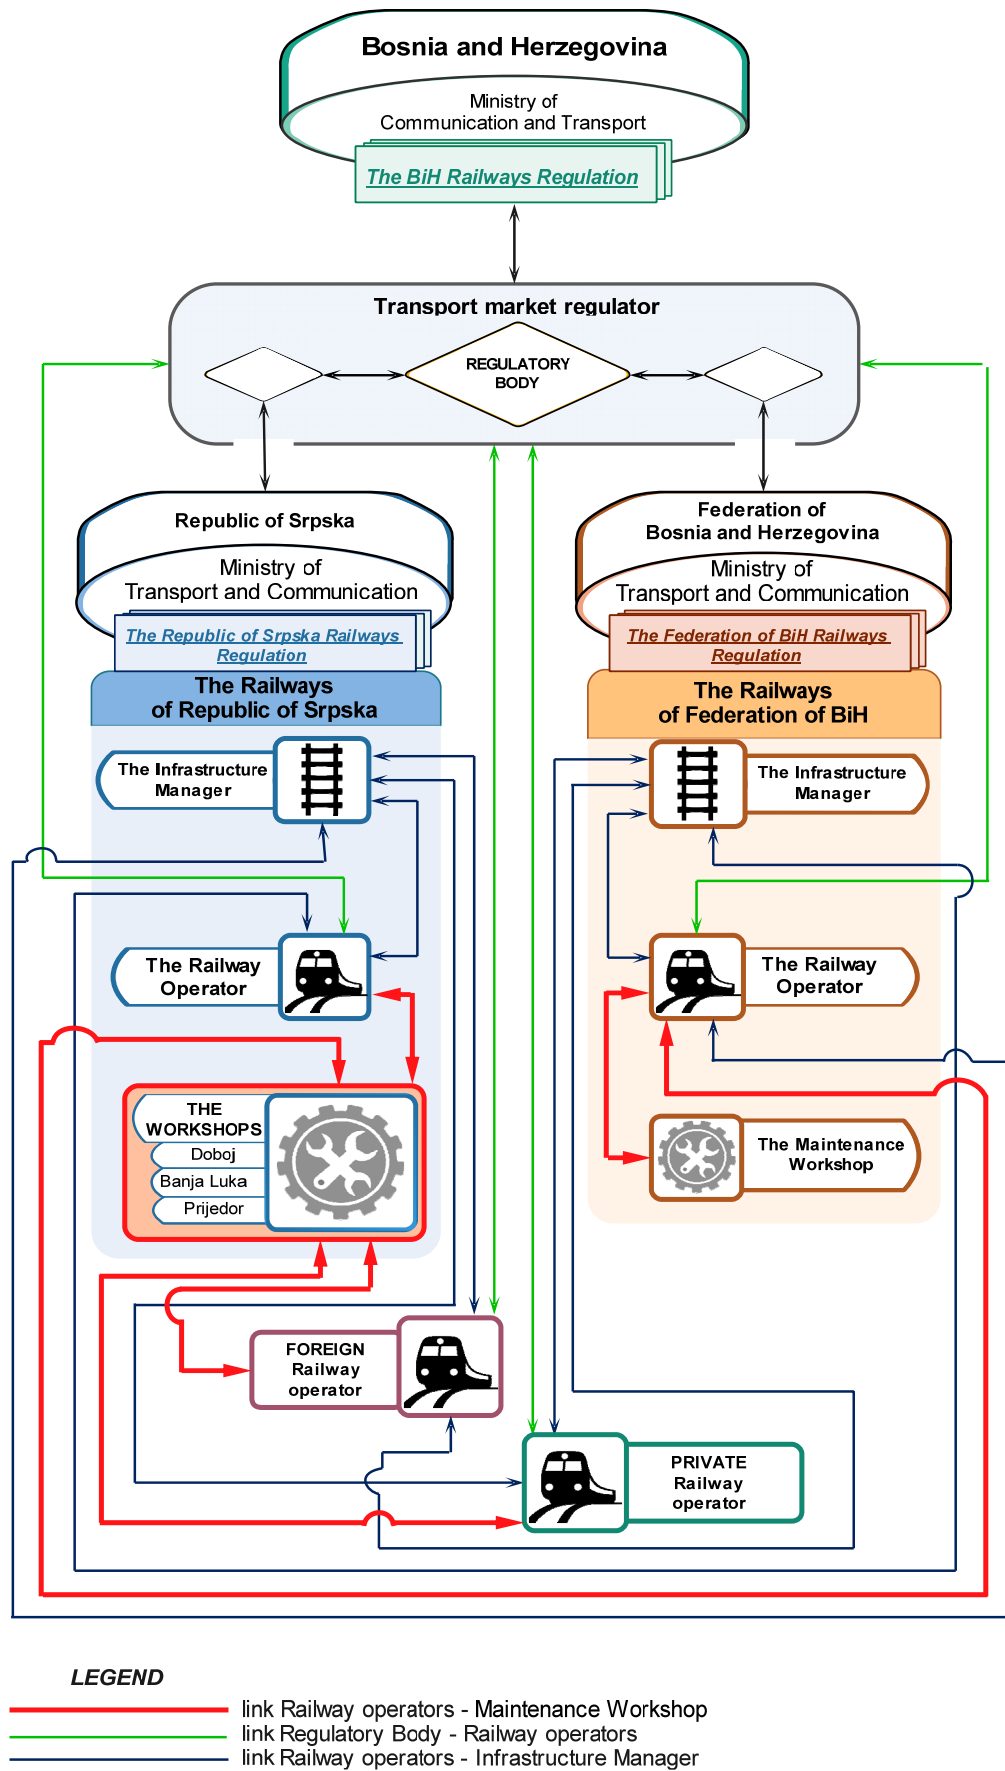 Bosnia and Herzegovina
Ministry of
Communication and Transport
The BiH Railways Regulation
Transport market regulator
REGULATORY
BODY
Republic of Srpska
Ministry of
Transport and Communication
The Republic of Srpska Railways
Regulation
The Railways
of Republic of Srpska
The Infrastructure
Manager
The Railway
Operator
THE
WORKSHOPS
Doboj
Banja Luka
Prijedor
Federation of
Bosnia and Herzegovina
Ministry of
Transport and Communication
The Federation of BiH Railways
Regulation
The Railways
of Federation of BiH
The Infrastructure
Manager
The Railway
Operator
The Maintenance
Workshop
FOREIGN
Railway
operator
PRIVATE
Railway
operator
LEGEND
link Railway operators - Maintenance Workshop
link Regulatory Body - Railway operators
link Railway operators - Infrastructure Manager